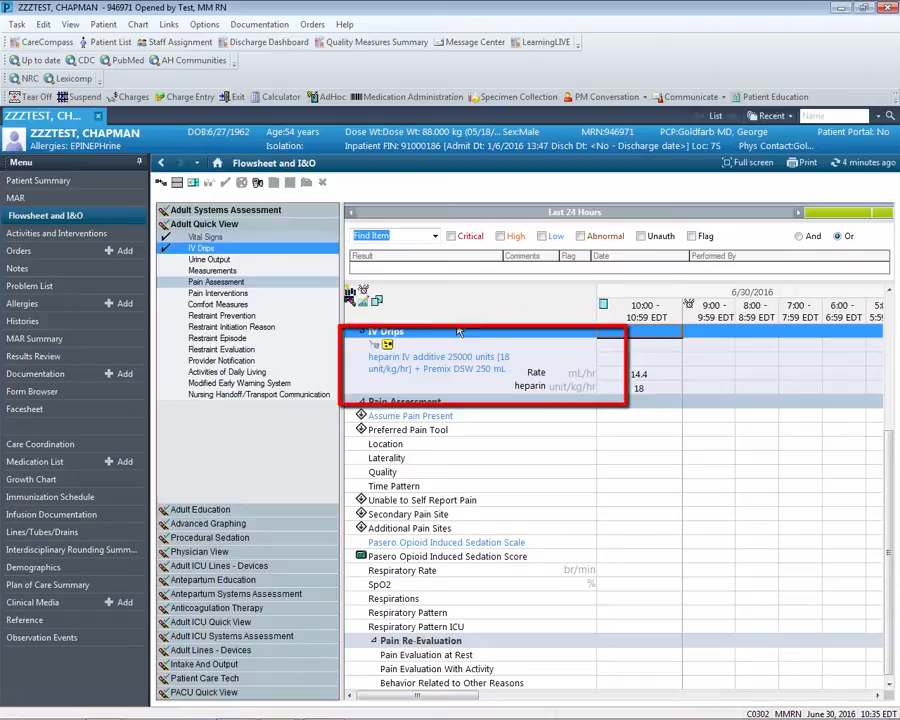 ZZZTEST, CHAPMAN - 946971 Opened by Test, MM RN
Task Edit View Patient Chart Links Options Documentation Orders Help
CareCompass Patient List Staff Assignment Discharge Dashboard Quality Measures Summary Message Center LearningLIVE
Up to date CDC PubMed AH Communities
NRC Lexicomp
Tear Off Suspend Charges Charge Entry Exit Calculator AdHoc Medication Administration Specimen Collection PM Conversation Communicate Patient Education
ZZZTEST, CH... List Recent Name
ZZZTEST, CHAPMAN DOB:6/27/1962 Age:54 years Dose Wt:Dose Wt: 88.000 kg (05/18/... Sex:Male MRN:946971 PCP:Goldfarb MD, George Patient Portal: No
Allergies: EPINEPHrine Isolation: Inpatient FIN: 91000186 [Admit Dt: 1/6/2016 13:47 Disch Dt: <No - Discharge date>] Loc: 7S Phys Contact:Gol...
Menu Flowsheet and I&O Full screen Print 4 minutes ago
Patient Summary
MAR
Flowsheet and I&O
Activities and Interventions
Orders Add
Notes
Problem List
Allergies Add
Histories
MAR Summary
Results Review
Documentation Add
Form Browser
Facesheet
Care Coordination
Medication List Add
Growth Chart
Immunization Schedule
Infusion Documentation
Lines/Tubes/Drains
Interdisciplinary Rounding Summ...
Demographics
Plan of Care Summary
Clinical Media Add
Reference
Observation Events
Adult Systems Assessment
Adult Quick View
Vital Signs
IV Drips
Urine Output
Measurements
Pain Assessment
Pain Interventions
Comfort Measures
Restraint Prevention
Restraint Initiation Reason
Restraint Episode
Restraint Evaluation
Provider Notification
Activities of Daily Living
Modified Early Warning System
Nursing Handoff/Transport Communication
Adult Education
Advanced Graphing
Procedural Sedation
Physician View
Adult ICU Lines - Devices
Antepartum Education
Antepartum Systems Assessment
Anticoagulation Therapy
Adult ICU Quick View
Adult ICU Systems Assessment
Adult Lines - Devices
Intake And Output
Patient Care Tech
PACU Quick View
Last 24 Hours
Find Item Critical High Low Abnormal Unauth Flag And Or
Result Comments Flag Date Performed By
6/30/2016
10:00 - 10:59 EDT 9:00 - 9:59 EDT 8:00 - 8:59 EDT 7:00 - 7:59 EDT 6:00 - 6:59 EDT 5:( 5:59
IV Drips
heparin IV additive 25000 units [18
unit/kg/hr] + Premix D5W 250 mL
Rate mL/hr 14.4
heparin unit/kg/hr 18
Pain Assessment
Assume Pain Present
Preferred Pain Tool
Location
Laterality
Quality
Time Pattern
Unable to Self Report Pain
Secondary Pain Site
Additional Pain Sites
Pasero Opioid Induced Sedation Scale
Pasero Opioid Induced Sedation Score
Respiratory Rate br/min
SpO2 %
Respirations
Respiratory Pattern
Respiratory Pattern ICU
Pain Re-Evaluation
Pain Evaluation at Rest
Pain Evaluation With Activity
Behavior Related to Other Reasons
C0302 MMRN June 30, 2016 10:35 EDT